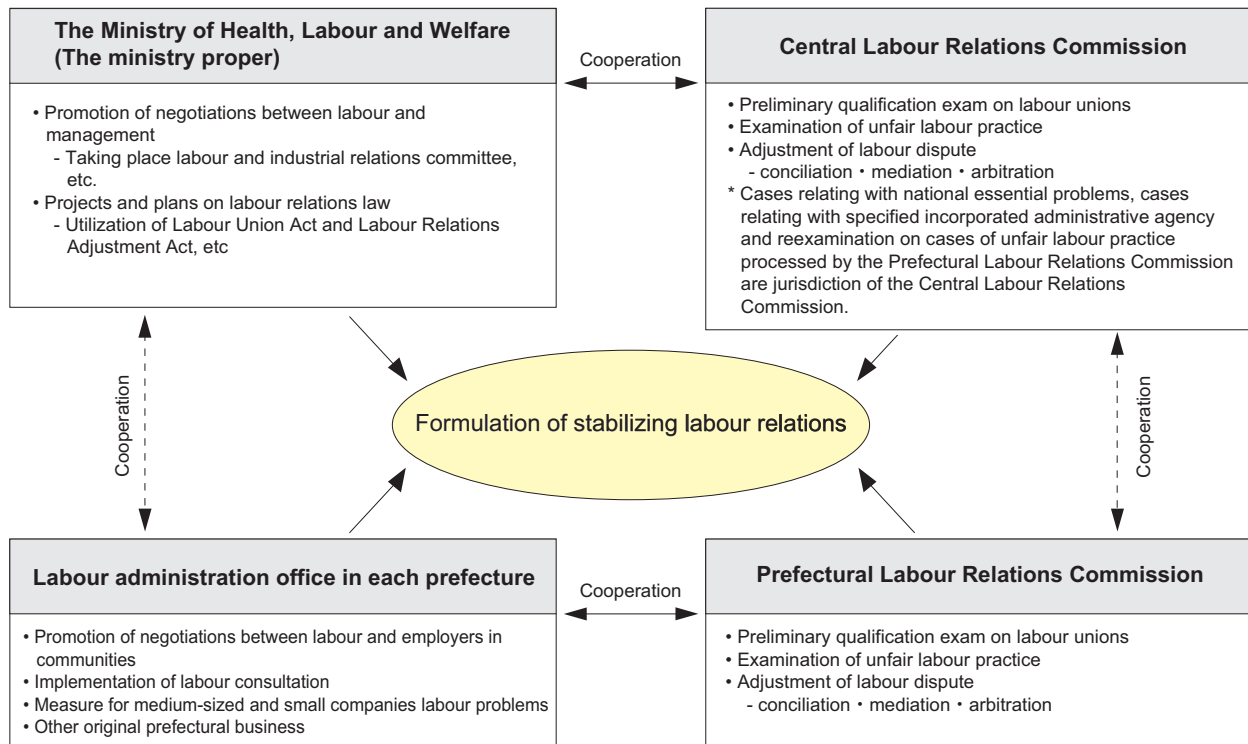 The Ministry of Health, Labour and Welfare
(The ministry proper)
• Promotion of negotiations between labour and
management
- Taking place labour and industrial relations committee,
etc.
• Projects and plans on labour relations law
- Utilization of Labour Union Act and Labour Relations
Adjustment Act, etc
Cooperation
Central Labour Relations Commission
• Preliminary qualification exam on labour unions
• Examination of unfair labour practice
• Adjustment of labour dispute
- conciliation・mediation・arbitration
* Cases relating with national essential problems, cases
relating with specified incorporated administrative agency
and reexamination on cases of unfair labour practice
processed by the Prefectural Labour Relations Commission
are jurisdiction of the Central Labour Relations
Commission.
Cooperation
Formulation of stabilizing labour relations
Cooperation
Labour administration office in each prefecture
• Promotion of negotiations between labour and employers in
communities
• Implementation of labour consultation
• Measure for medium-sized and small companies labour problems
• Other original prefectural business
Cooperation
Prefectural Labour Relations Commission
• Preliminary qualification exam on labour unions
• Examination of unfair labour practice
• Adjustment of labour dispute
- conciliation・mediation・arbitration